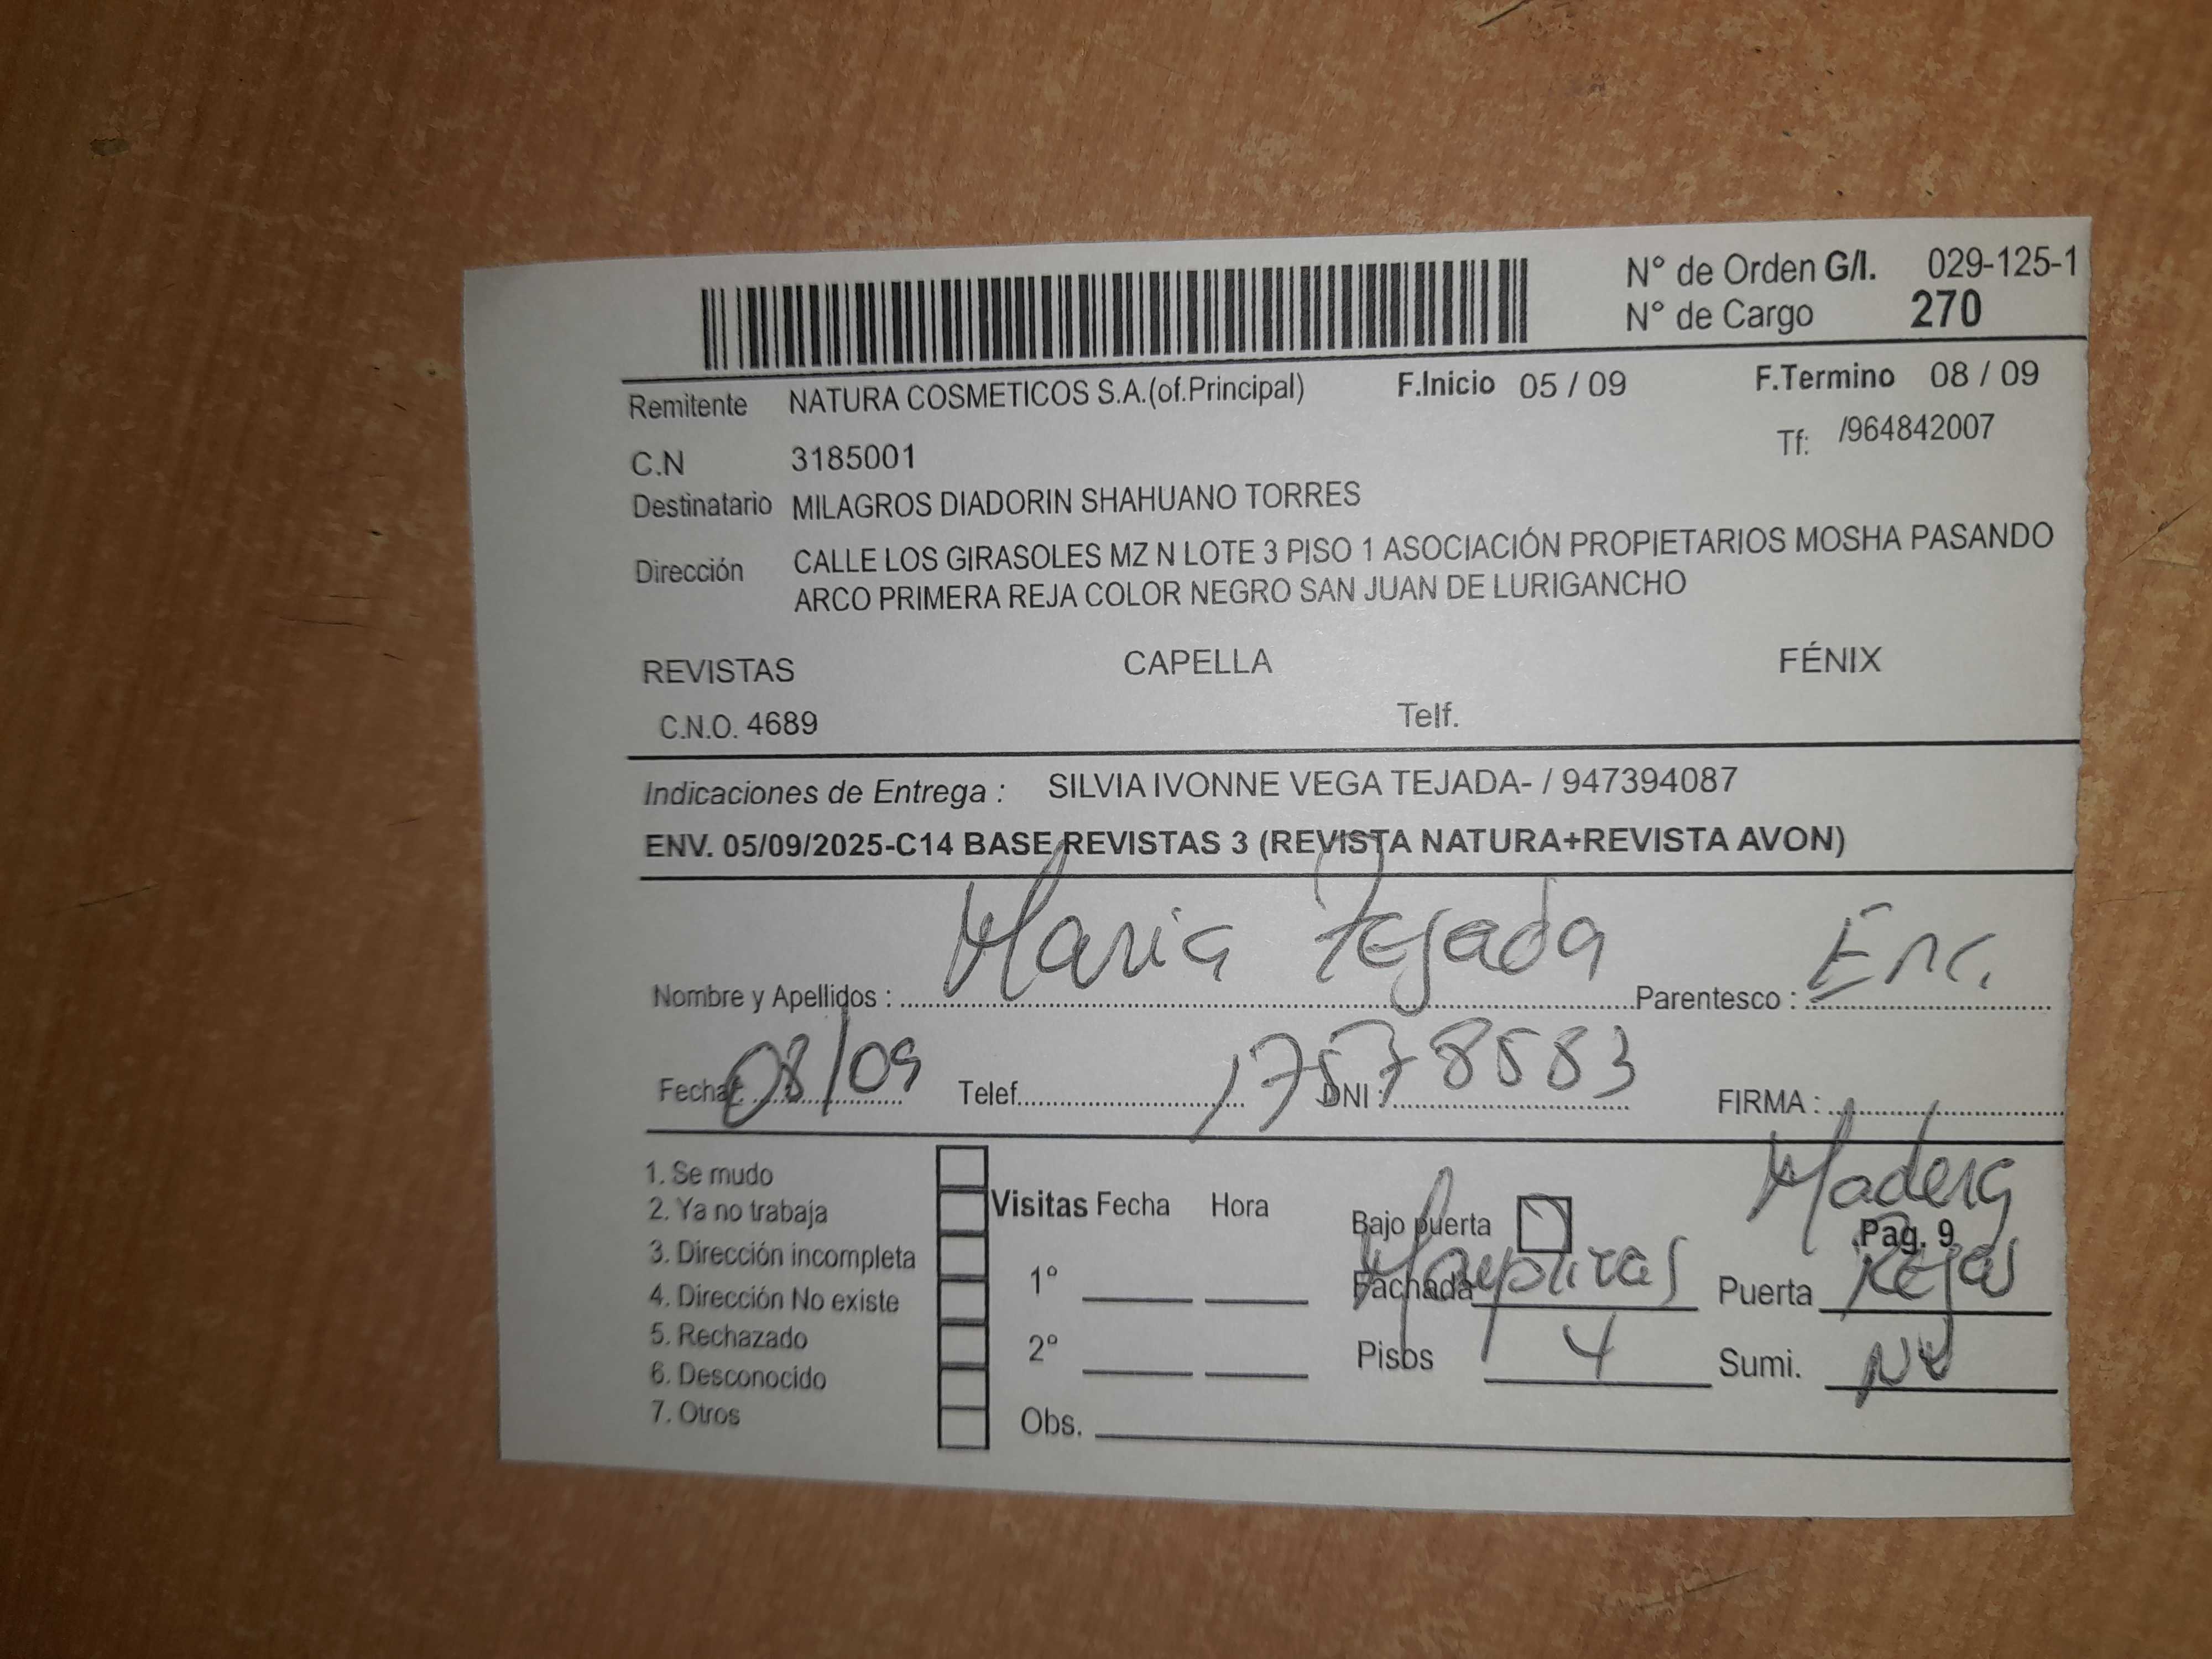 N° de Orden G/I. 029-125-1
N° de Cargo 270
Remitente NATURA COSMETICOS S.A.(of.Principal) F.Inicio 05 / 09 F.Termino 08 / 09
C.N 3185001 Tf: /964842007
Destinatario MILAGROS DIADORIN SHAHUANO TORRES
Dirección CALLE LOS GIRASOLES MZ N LOTE 3 PISO 1 ASOCIACIÓN PROPIETARIOS MOSHA PASANDO
ARCO PRIMERA REJA COLOR NEGRO SAN JUAN DE LURIGANCHO
REVISTAS CAPELLA FÉNIX
C.N.O. 4689 Telf.
Indicaciones de Entrega : SILVIA IVONNE VEGA TEJADA- / 947394087
ENV. 05/09/2025-C14 BASE REVISTAS 3 (REVISTA NATURA+REVISTA AVON)
Nombre y Apellidos : Maria Tejada Parentesco : Enc.
Fecha: 08/09 Telef. DNI : 17578583 FIRMA :
1. Se mudo
2. Ya no trabaja
3. Dirección incompleta
4. Dirección No existe
5. Rechazado
6. Desconocido
7. Otros
Visitas Fecha Hora
1°
2°
Obs.
Bajo puerta
Madera
Pag. 9
Fachada Mayolicas Puerta Rejas
Pisos 4 Sumi.